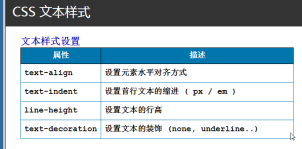 CSS 文本样式
文本样式设置
属性 描述
text-align 设置元素水平对齐方式
text-indent 设置首行文本的缩进 ( px / em )
line-height 设置文本的行高
text-decoration 设置文本的装饰 (none, underline..)